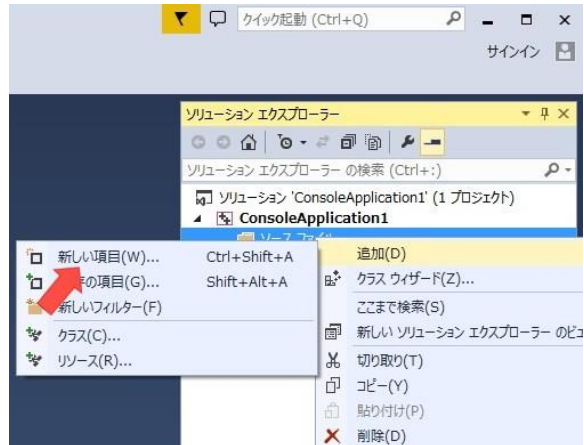 クイック起動 (Ctrl+Q)
サインイン
ソリューション エクスプローラー
ソリューション エクスプローラー の検索 (Ctrl+:)
ソリューション 'ConsoleApplication1' (1 プロジェクト)
ConsoleApplication1
ソース ファイル
新しい項目(W)... Ctrl+Shift+A
の項目(G)... Shift+Alt+A
新しいフィルター(F)
クラス(C)...
リソース(R)...
追加(D)
クラス ウィザード(Z)...
ここまで検索(S)
新しい ソリューション エクスプローラー のビュ
切り取り(T)
コピー(Y)
貼り付け(P)
削除(D)